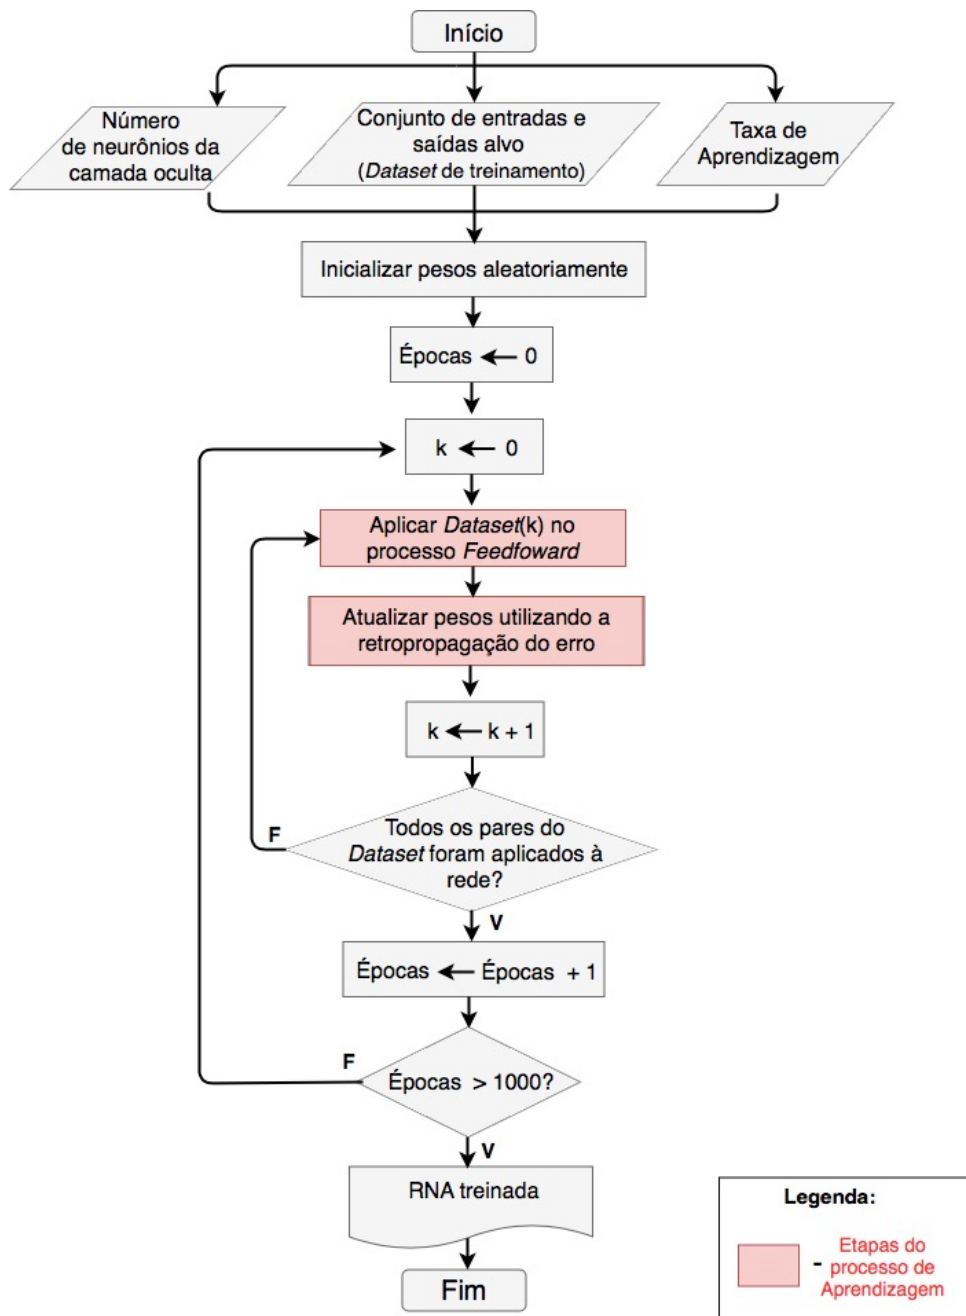 Início
Número
de neurônios da
camada oculta
Conjunto de entradas e
saídas alvo
(Dataset de treinamento)
Taxa de
Aprendizagem
Inicializar pesos aleatoriamente
Épocas ← 0
k ← 0
Aplicar Dataset(k) no
processo Feedfoward
Atualizar pesos utilizando a
retropropagação do erro
k ← k + 1
F
Todos os pares do
Dataset foram aplicados à
rede?
V
Épocas ← Épocas + 1
F
Épocas > 1000?
V
RNA treinada
Fim
Legenda:
- Etapas do
processo de
Aprendizagem